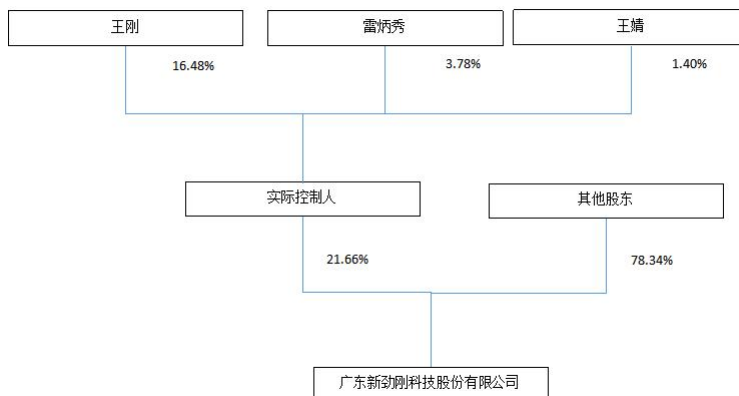 王刚
雷炳秀
王婧
16.48%
3.78%
1.40%
实际控制人
其他股东
21.66%
78.34%
广东新劲刚科技股份有限公司